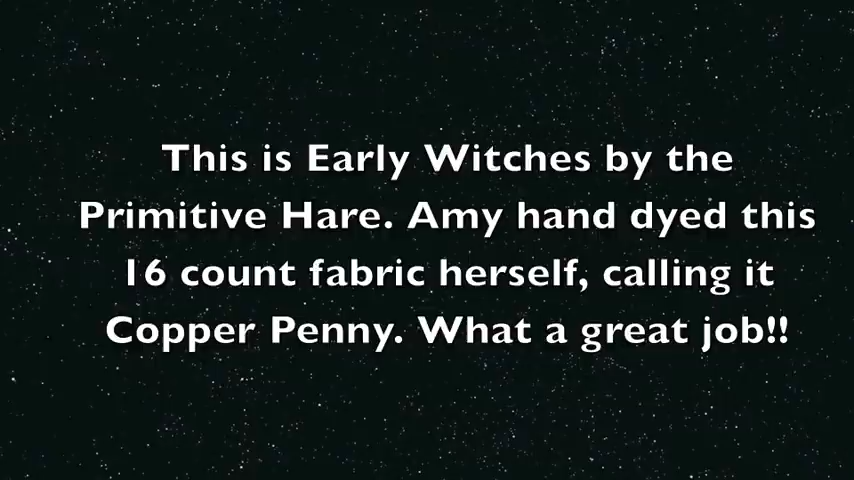 This is Early Witches by the
Primitive Hare. Amy hand dyed this
16 count fabric herself, calling it
Copper Penny. What a great job!!